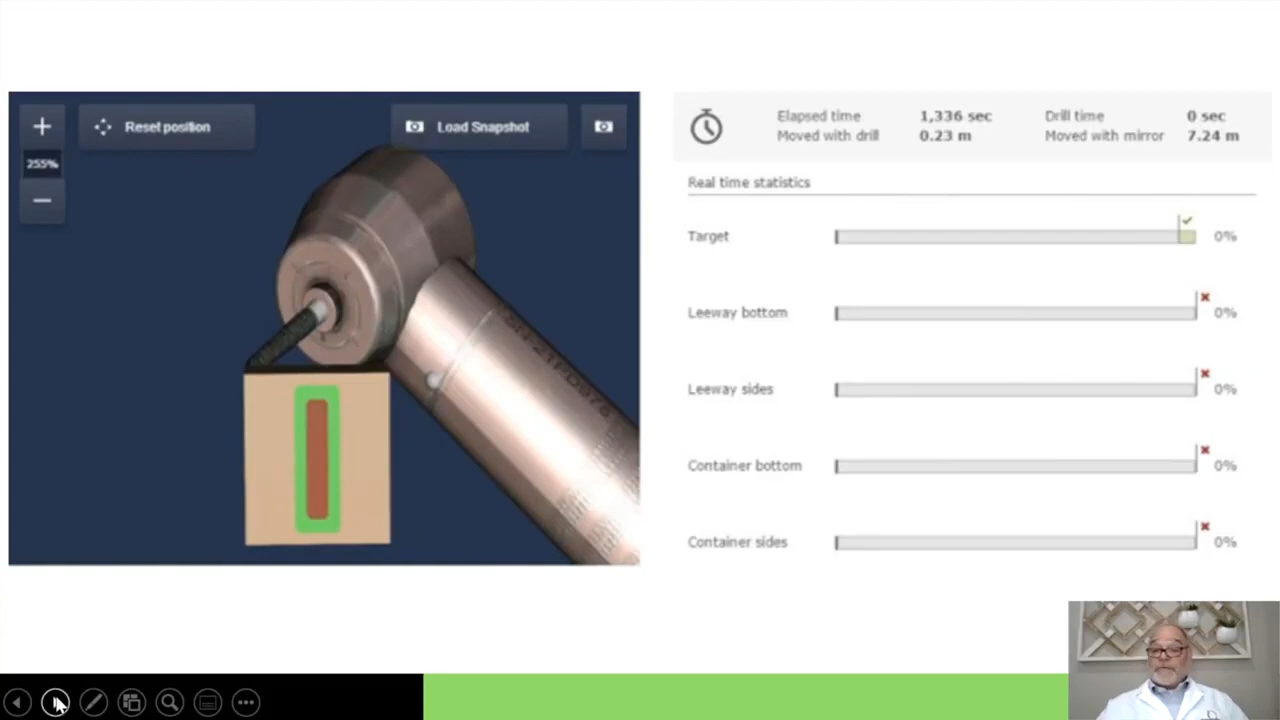 Reset position
Load Snapshot
255%
Elapsed time 1,336 sec Drill time 0 sec
Moved with drill 0.23 m Moved with mirror 7.24 m
Real time statistics
Target 0%
Leeway bottom 0%
Leeway sides 0%
Container bottom 0%
Container sides 0%